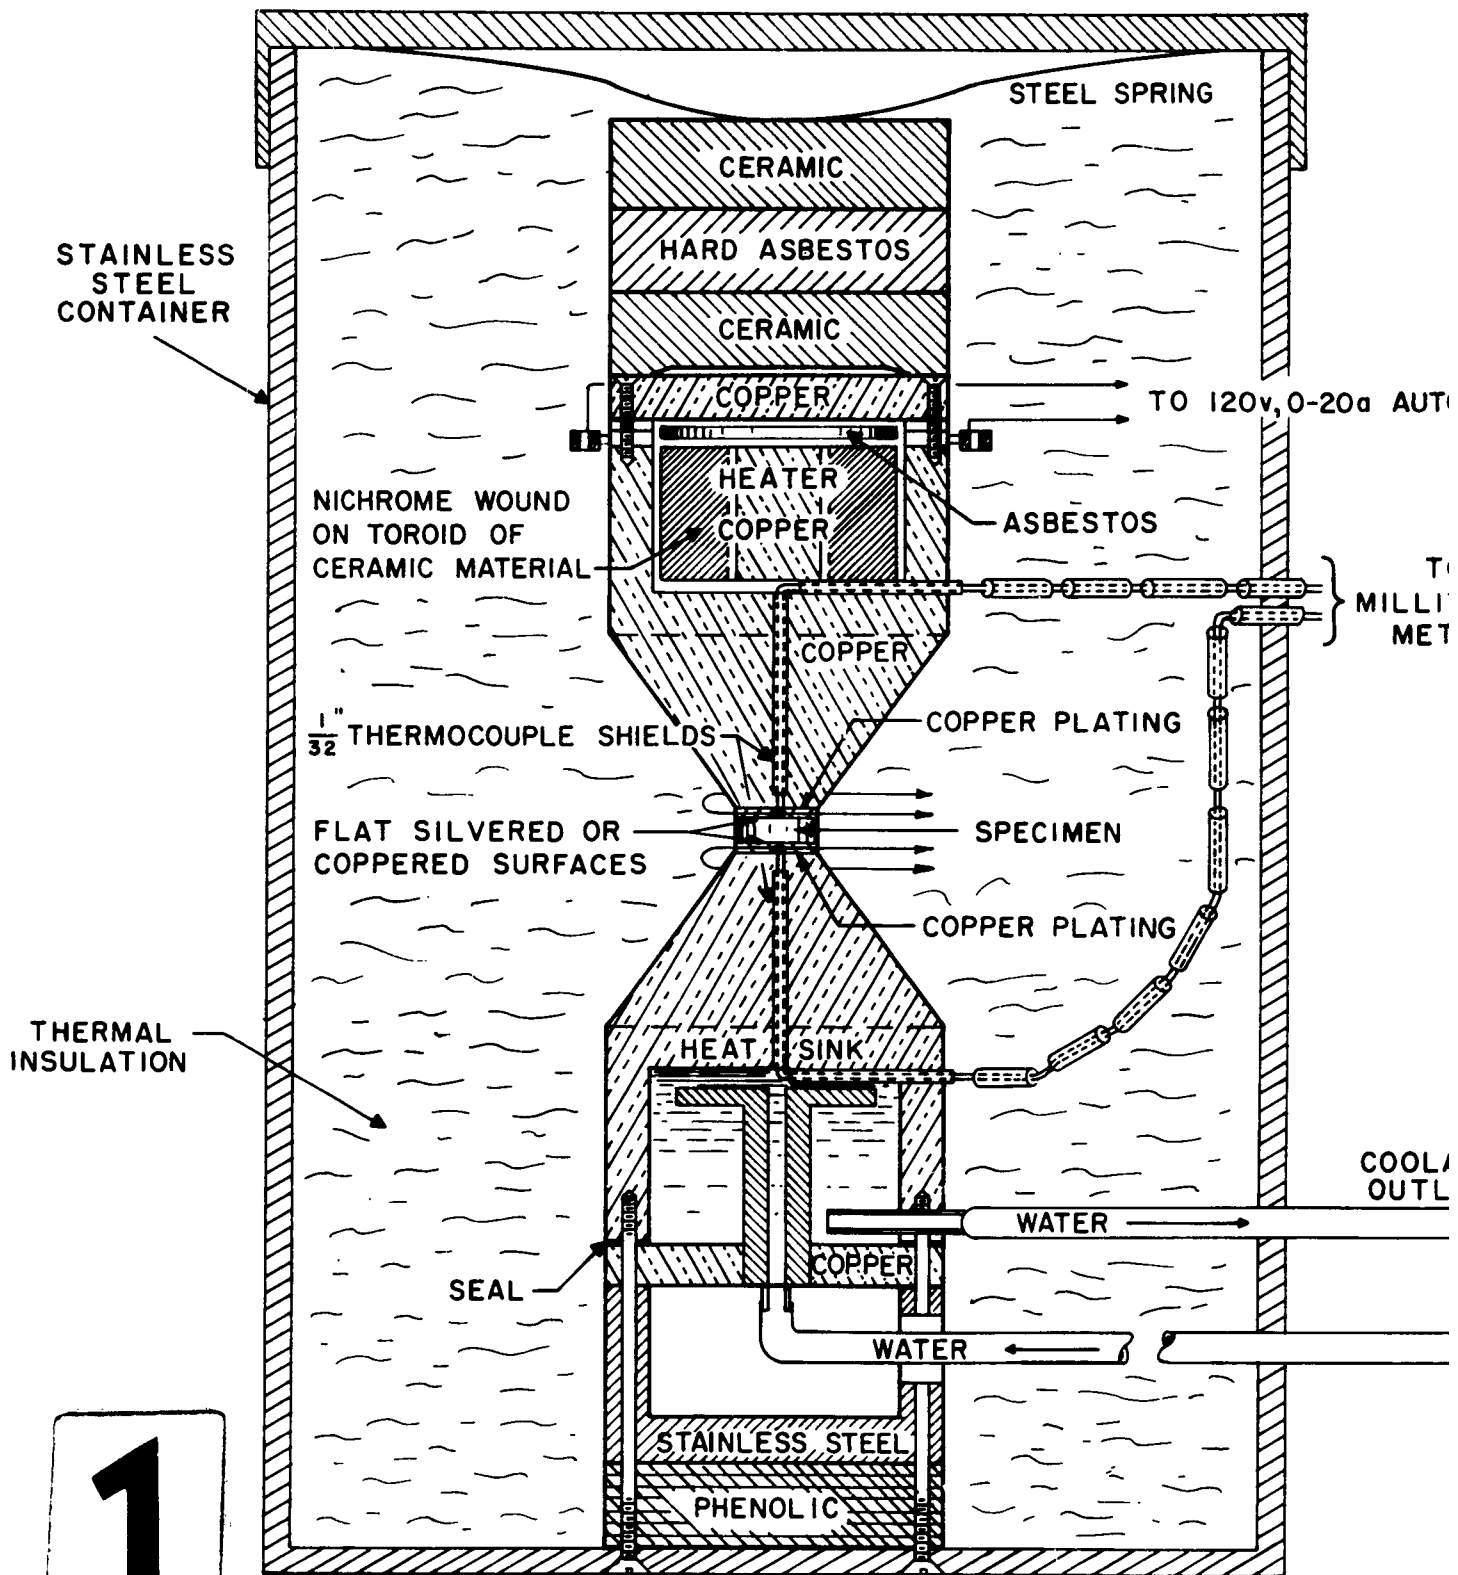 STEEL SPRING
CERAMIC
HARD ASBESTOS
STAINLESS
STEEL
CONTAINER
CERAMIC
COPPER
TO 120v, 0-20a
HEATER
COPPER
NICHROME WOUND
ON TOROID OF
CERAMIC MATERIAL
ASBESTOS
COPPER
1/32" THERMOCOUPLE SHIELDS
COPPER PLATING
FLAT SILVERED OR
COPPERED SURFACES
SPECIMEN
COPPER PLATING
THERMAL
INSULATION
HEAT SINK
WATER
COPPER
SEAL
WATER
STAINLESS STEEL
PHENOLIC
1